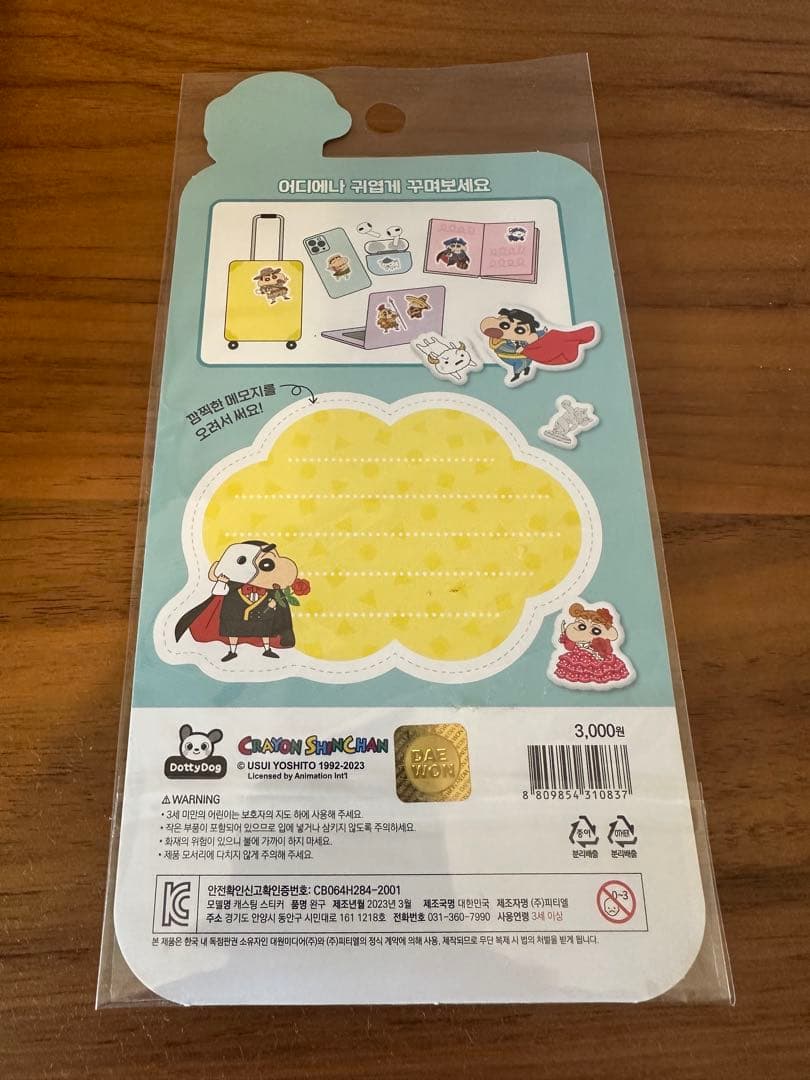 어디에나 귀엽게 꾸며보세요
깜찍한 메모지를
오려서 써요!
DottyDog
CRAYON SHINCHAN
© USUI YOSHITO 1992-2023
Licensed by Animation Int'l
DAE
WON
3,000원
8 809854 310837
⚠WARNING
• 3세 미만의 어린이는 보호자의 지도 하에 사용해 주세요.
• 작은 부품이 포함되어 있으므로 입에 넣거나 삼키지 않도록 주의하세요.
• 화재의 위험이 있으니 불에 가까이 하지 마세요.
• 제품 모서리에 다치지 않게 주의해 주세요.
종이
분리배출
OTHER
분리배출
안전확인신고확인증번호: CB064H284-2001
모델명 캐스팅 스티커 품명 완구 제조년월 2023년 3월 제조국명 대한민국 제조자명 (주)피티엘
주소 경기도 안양시 동안구 시민대로 161 1218호 전화번호 031-360-7990 사용연령 3세 이상
0~3
본 제품은 한국 내 독점판권 소유자인 대원미디어(주)와 (주)피티엘의 정식 계약에 의해 사용, 제작되므로 무단 복제 시 법의 처벌을 받게 됩니다.